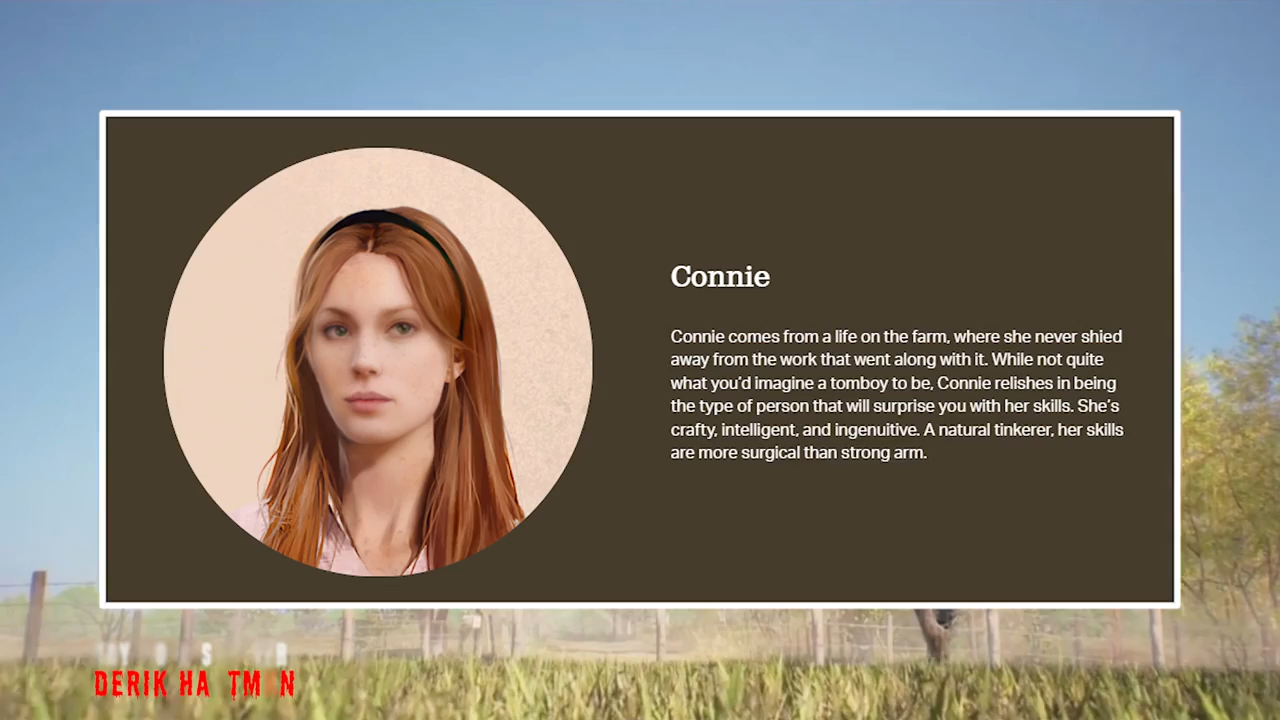 Connie
Connie comes from a life on the farm, where she never shied
away from the work that went along with it. While not quite
what you'd imagine a tomboy to be, Connie relishes in being
the type of person that will surprise you with her skills. She's
crafty, intelligent, and ingenuitive. A natural tinkerer, her skills
are more surgical than strong arm.
DERIK HA TM N